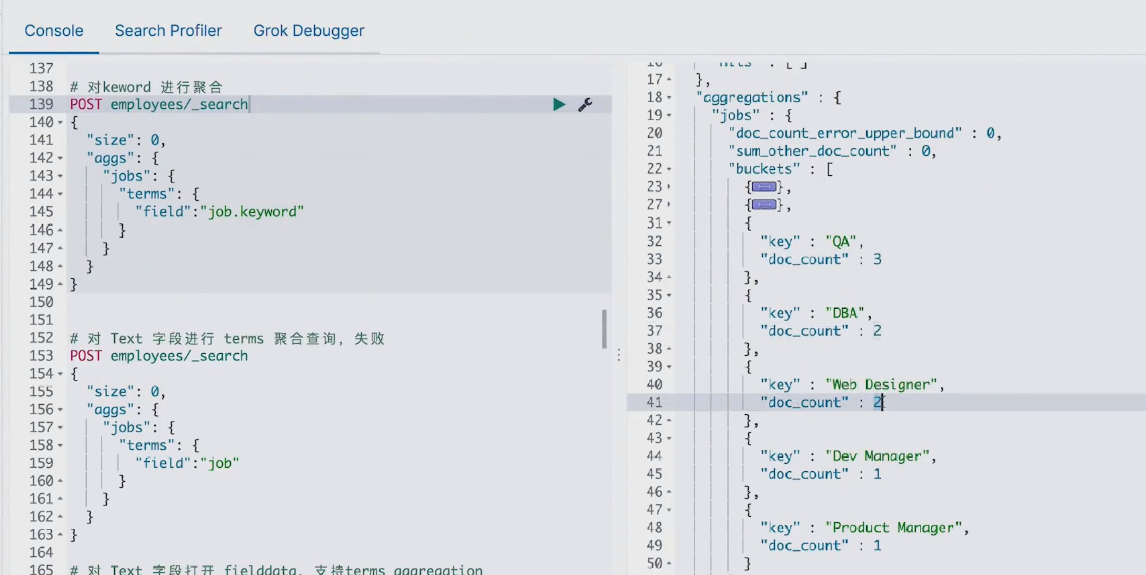 Console Search Profiler Grok Debugger
137
138 # 对keword 进行聚合
139 POST employees/_search
140 {
141 "size": 0,
142 "aggs": {
143 "jobs": {
144 "terms": {
145 "field":"job.keyword"
146 }
147 }
148 }
149 }
150
151
152 # 对 Text 字段进行 terms 聚合查询，失败
153 POST employees/_search
154 {
155 "size": 0,
156 "aggs": {
157 "jobs": {
158 "terms": {
159 "field":"job"
160 }
161 }
162 }
163 }
164
165 # 对 Text 字段打开 fielddata，支持terms aggregation
16 "hits" : [ ]
17 },
18 "aggregations" : {
19 "jobs" : {
20 "doc_count_error_upper_bound" : 0,
21 "sum_other_doc_count" : 0,
22 "buckets" : [
23 {},
27 {},
31 {
32 "key" : "QA",
33 "doc_count" : 3
34 },
35 {
36 "key" : "DBA",
37 "doc_count" : 2
38 },
39 {
40 "key" : "Web Designer",
41 "doc_count" : 2
42 },
43 {
44 "key" : "Dev Manager",
45 "doc_count" : 1
46 },
47 {
48 "key" : "Product Manager",
49 "doc_count" : 1
50 }